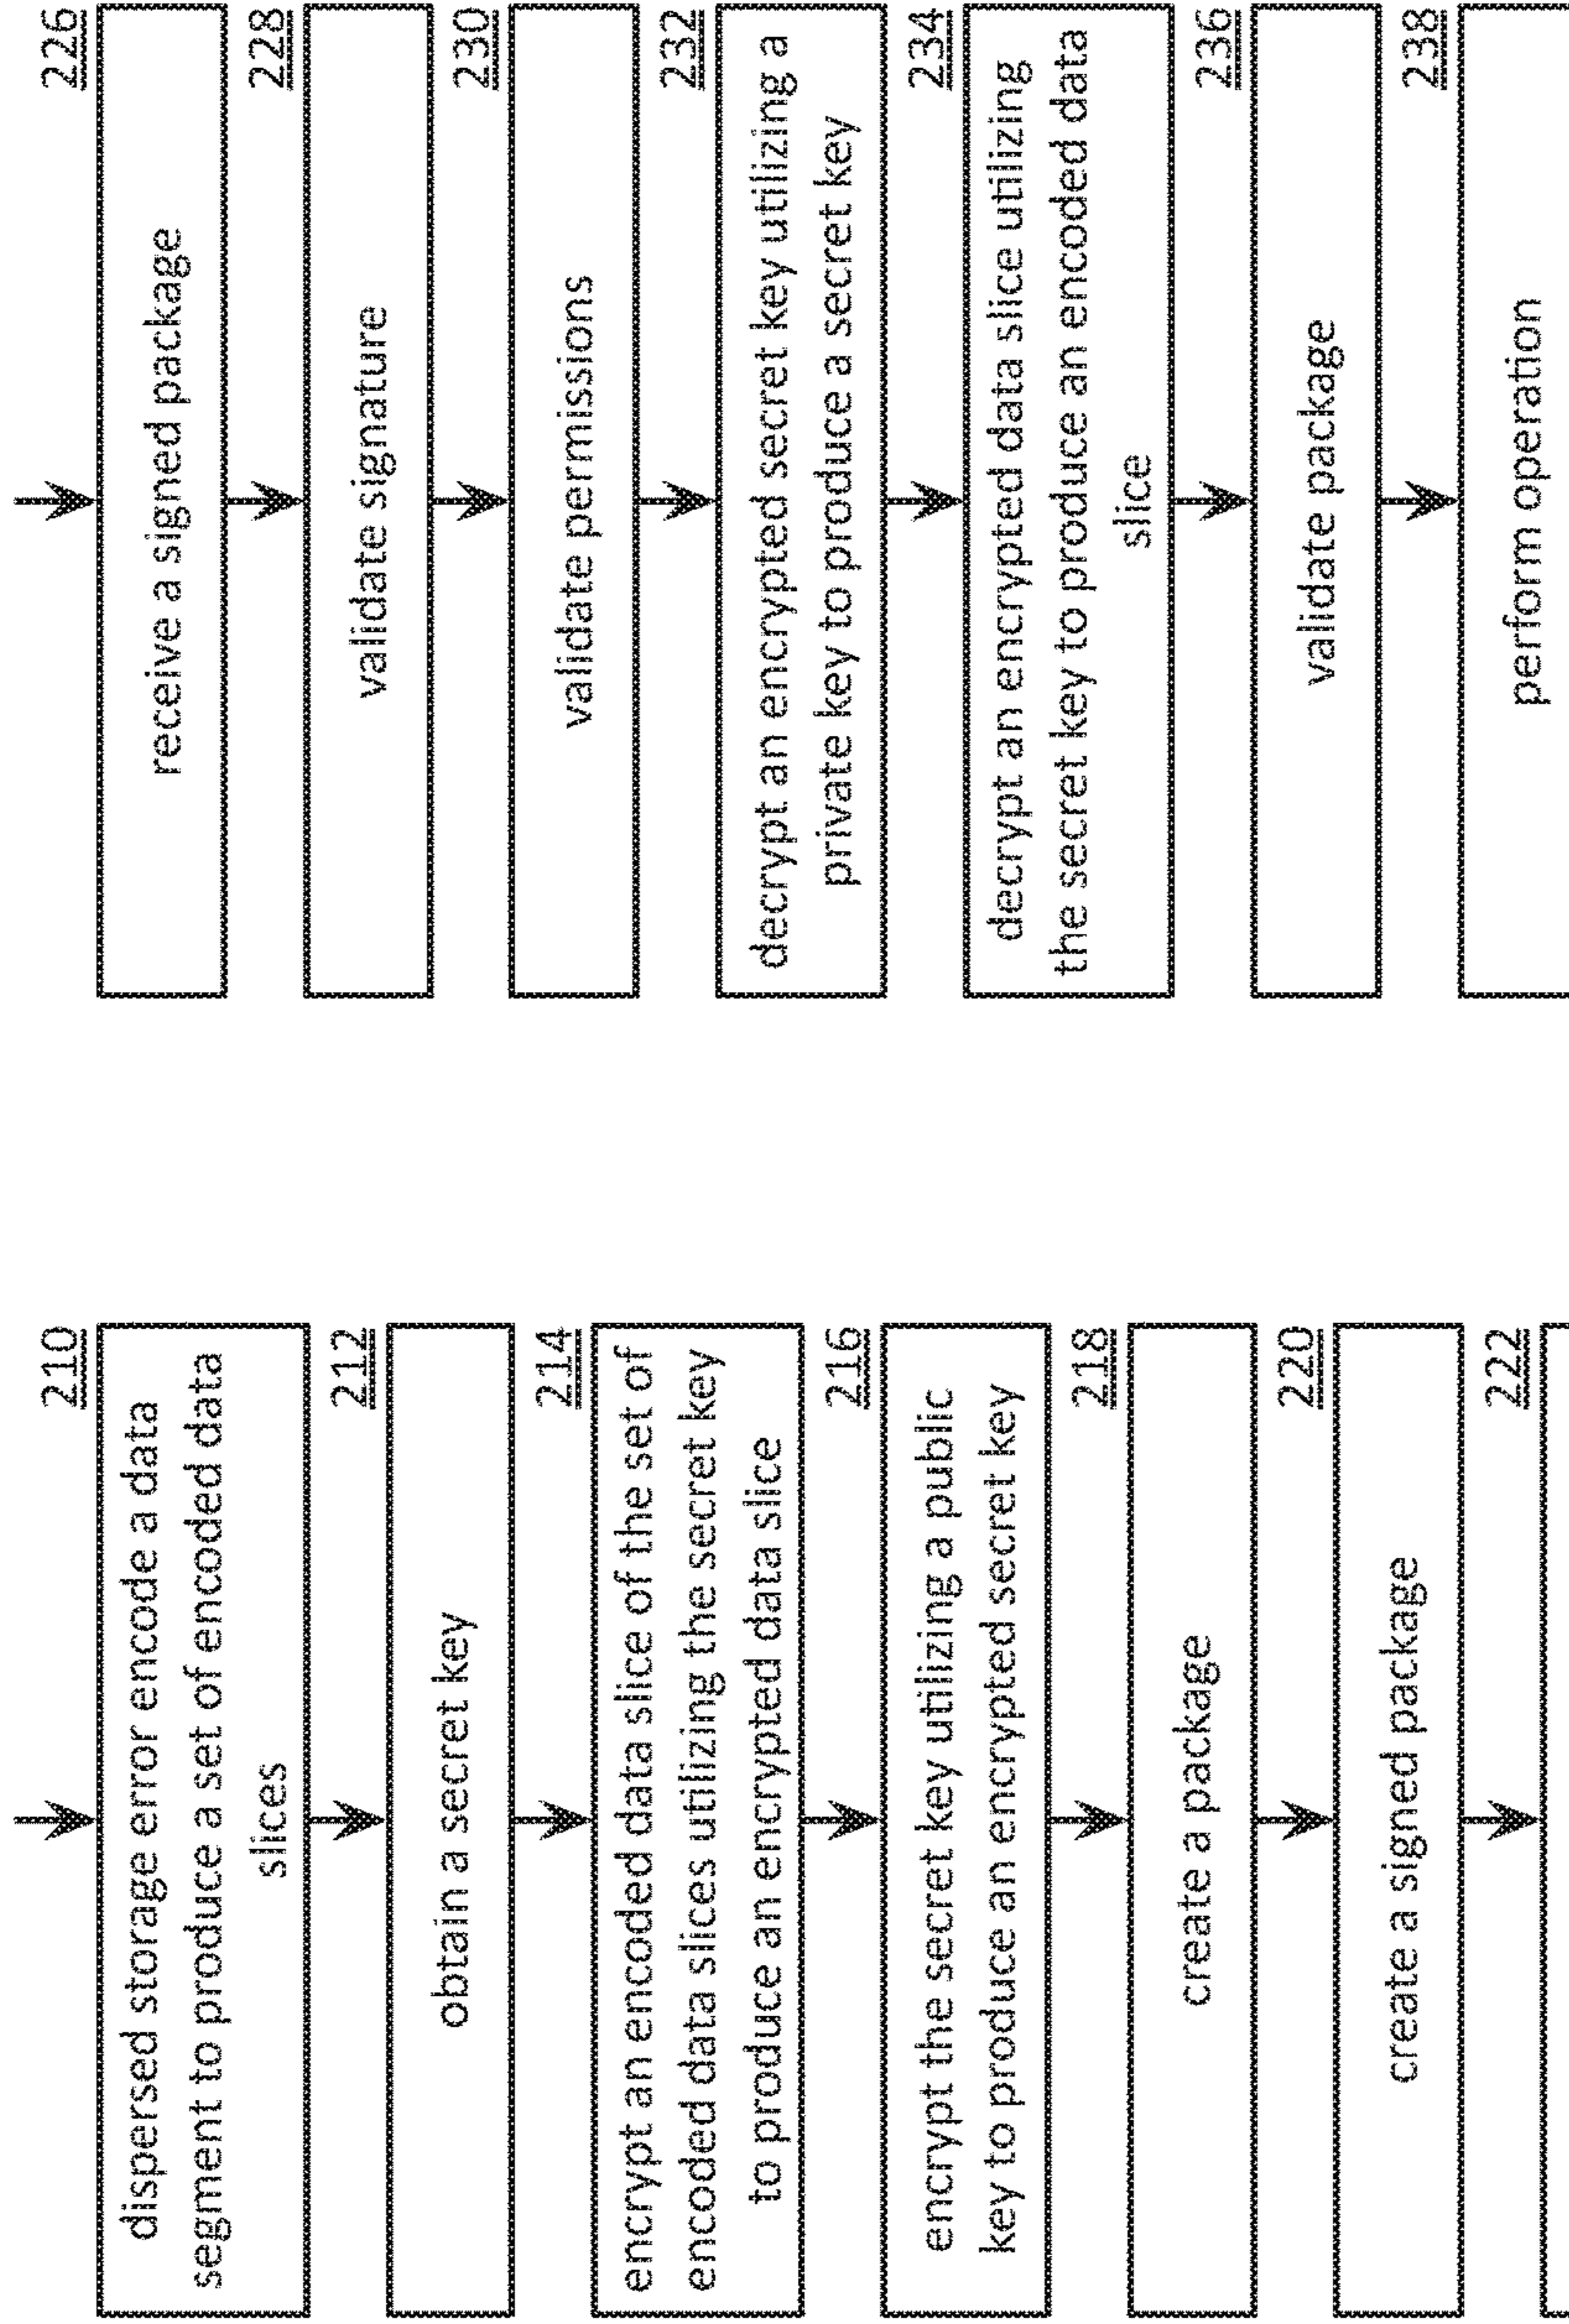 210
dispersed storage error encode a data
segment to produce a set of encoded data
slices
212
obtain a secret key
214
encrypt an encoded data slice of the set of
encoded data slices utilizing the secret key
to produce an encrypted data slice
216
encrypt the secret key utilizing a public
key to produce an encrypted secret key
218
create a package
220
create a signed package
222
226
receive a signed package
228
validate signature
230
validate permissions
232
decrypt an encrypted secret key utilizing a
private key to produce a secret key
234
decrypt an encrypted data slice utilizing
the secret key to produce an encoded data
slice
236
validate package
238
perform operation